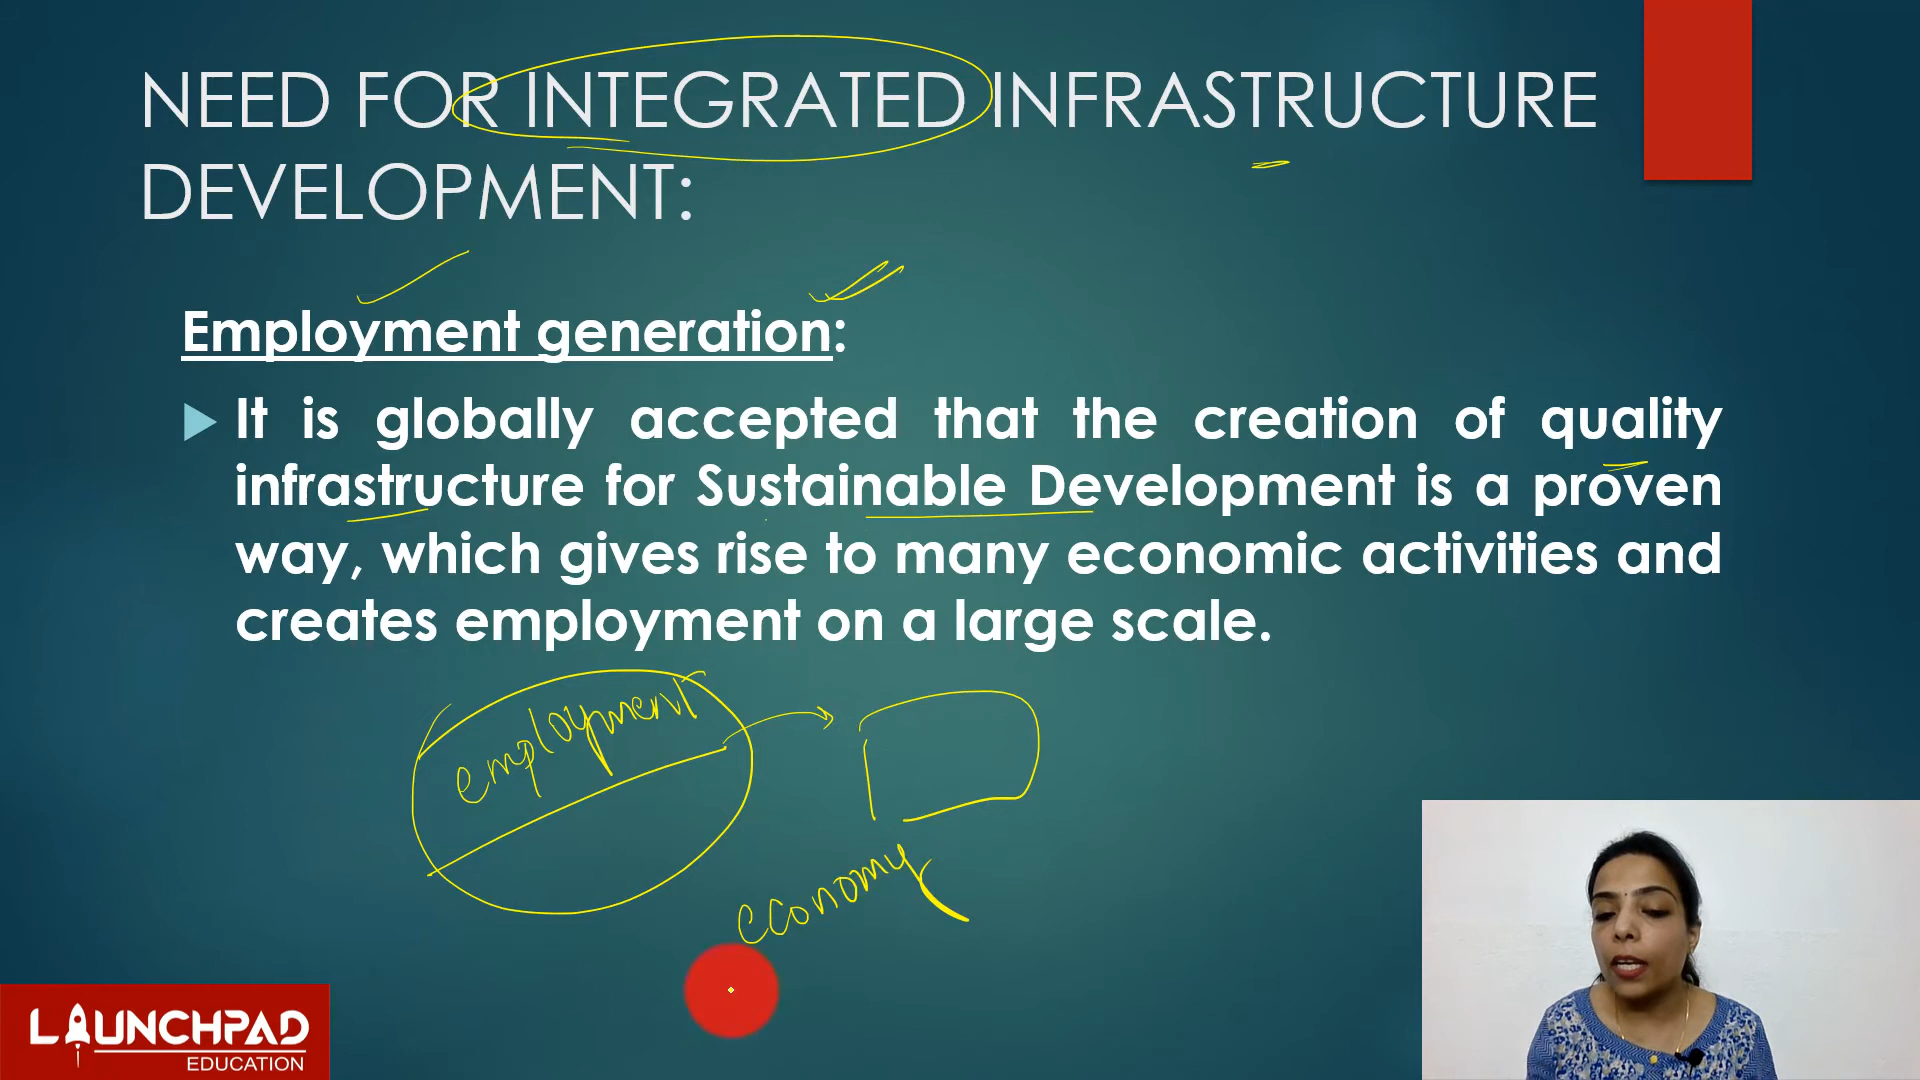 NEED FOR INTEGRATED INFRASTRUCTURE
DEVELOPMENT:
Employment generation:
It is globally accepted that the creation of quality
infrastructure for Sustainable Development is a proven
way, which gives rise to many economic activities and
creates employment on a large scale.
employment
economy
LAUNCHPAD
EDUCATION